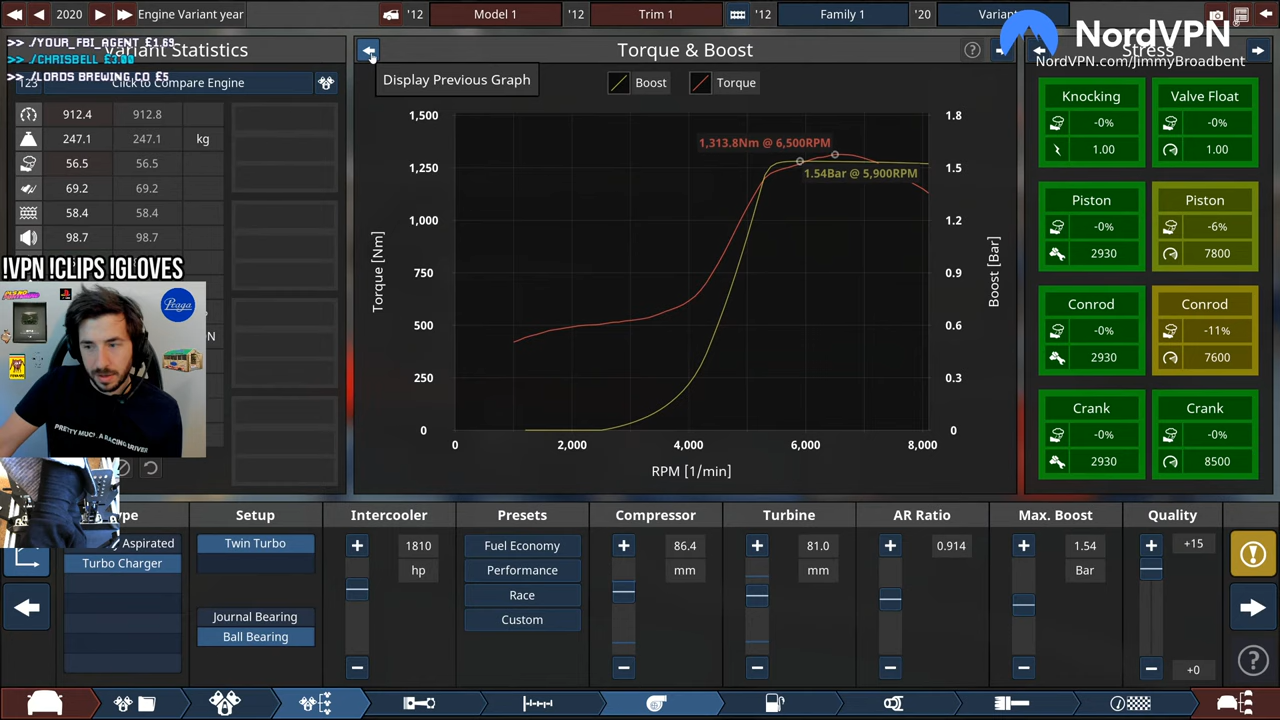 2020
Engine Variant year
'12
Model 1
'12
Trim 1
'12
Family 1
'20
Variant
>> ./YOUR_FBI_AGENT £1.69
>> ./CHRISBELL £3.00
>> ./LORDS BREWING CO £5
Variant Statistics
123
Click to Compare Engine
912.4 912.8
247.1 247.1 kg
56.5 56.5
69.2 69.2
58.4 58.4
98.7 98.7
!VPN !CLIPS !GLOVES
Praga
PRETTY MUCH A RACING DRIVER
Torque & Boost
Display Previous Graph
Boost
Torque
1,500
1,250
1,000
750
500
250
0
Torque [Nm]
1,313.8Nm @ 6,500RPM
1.54Bar @ 5,900RPM
1.8
1.5
1.2
0.9
0.6
0.3
0
Boost [Bar]
0
2,000
4,000
6,000
8,000
RPM [1/min]
NordVPN
Stress
NordVPN.com/JimmyBroadbent
Knocking
-0%
1.00
Valve Float
-0%
1.00
Piston
-0%
2930
Piston
-6%
7800
Conrod
-0%
2930
Conrod
-11%
7600
Crank
-0%
2930
Crank
-0%
8500
Aspirated
Turbo Charger
Setup
Twin Turbo
Journal Bearing
Ball Bearing
Intercooler
1810
hp
Presets
Fuel Economy
Performance
Race
Custom
Compressor
86.4
mm
Turbine
81.0
mm
AR Ratio
0.914
Max. Boost
1.54
Bar
Quality
+15
+0